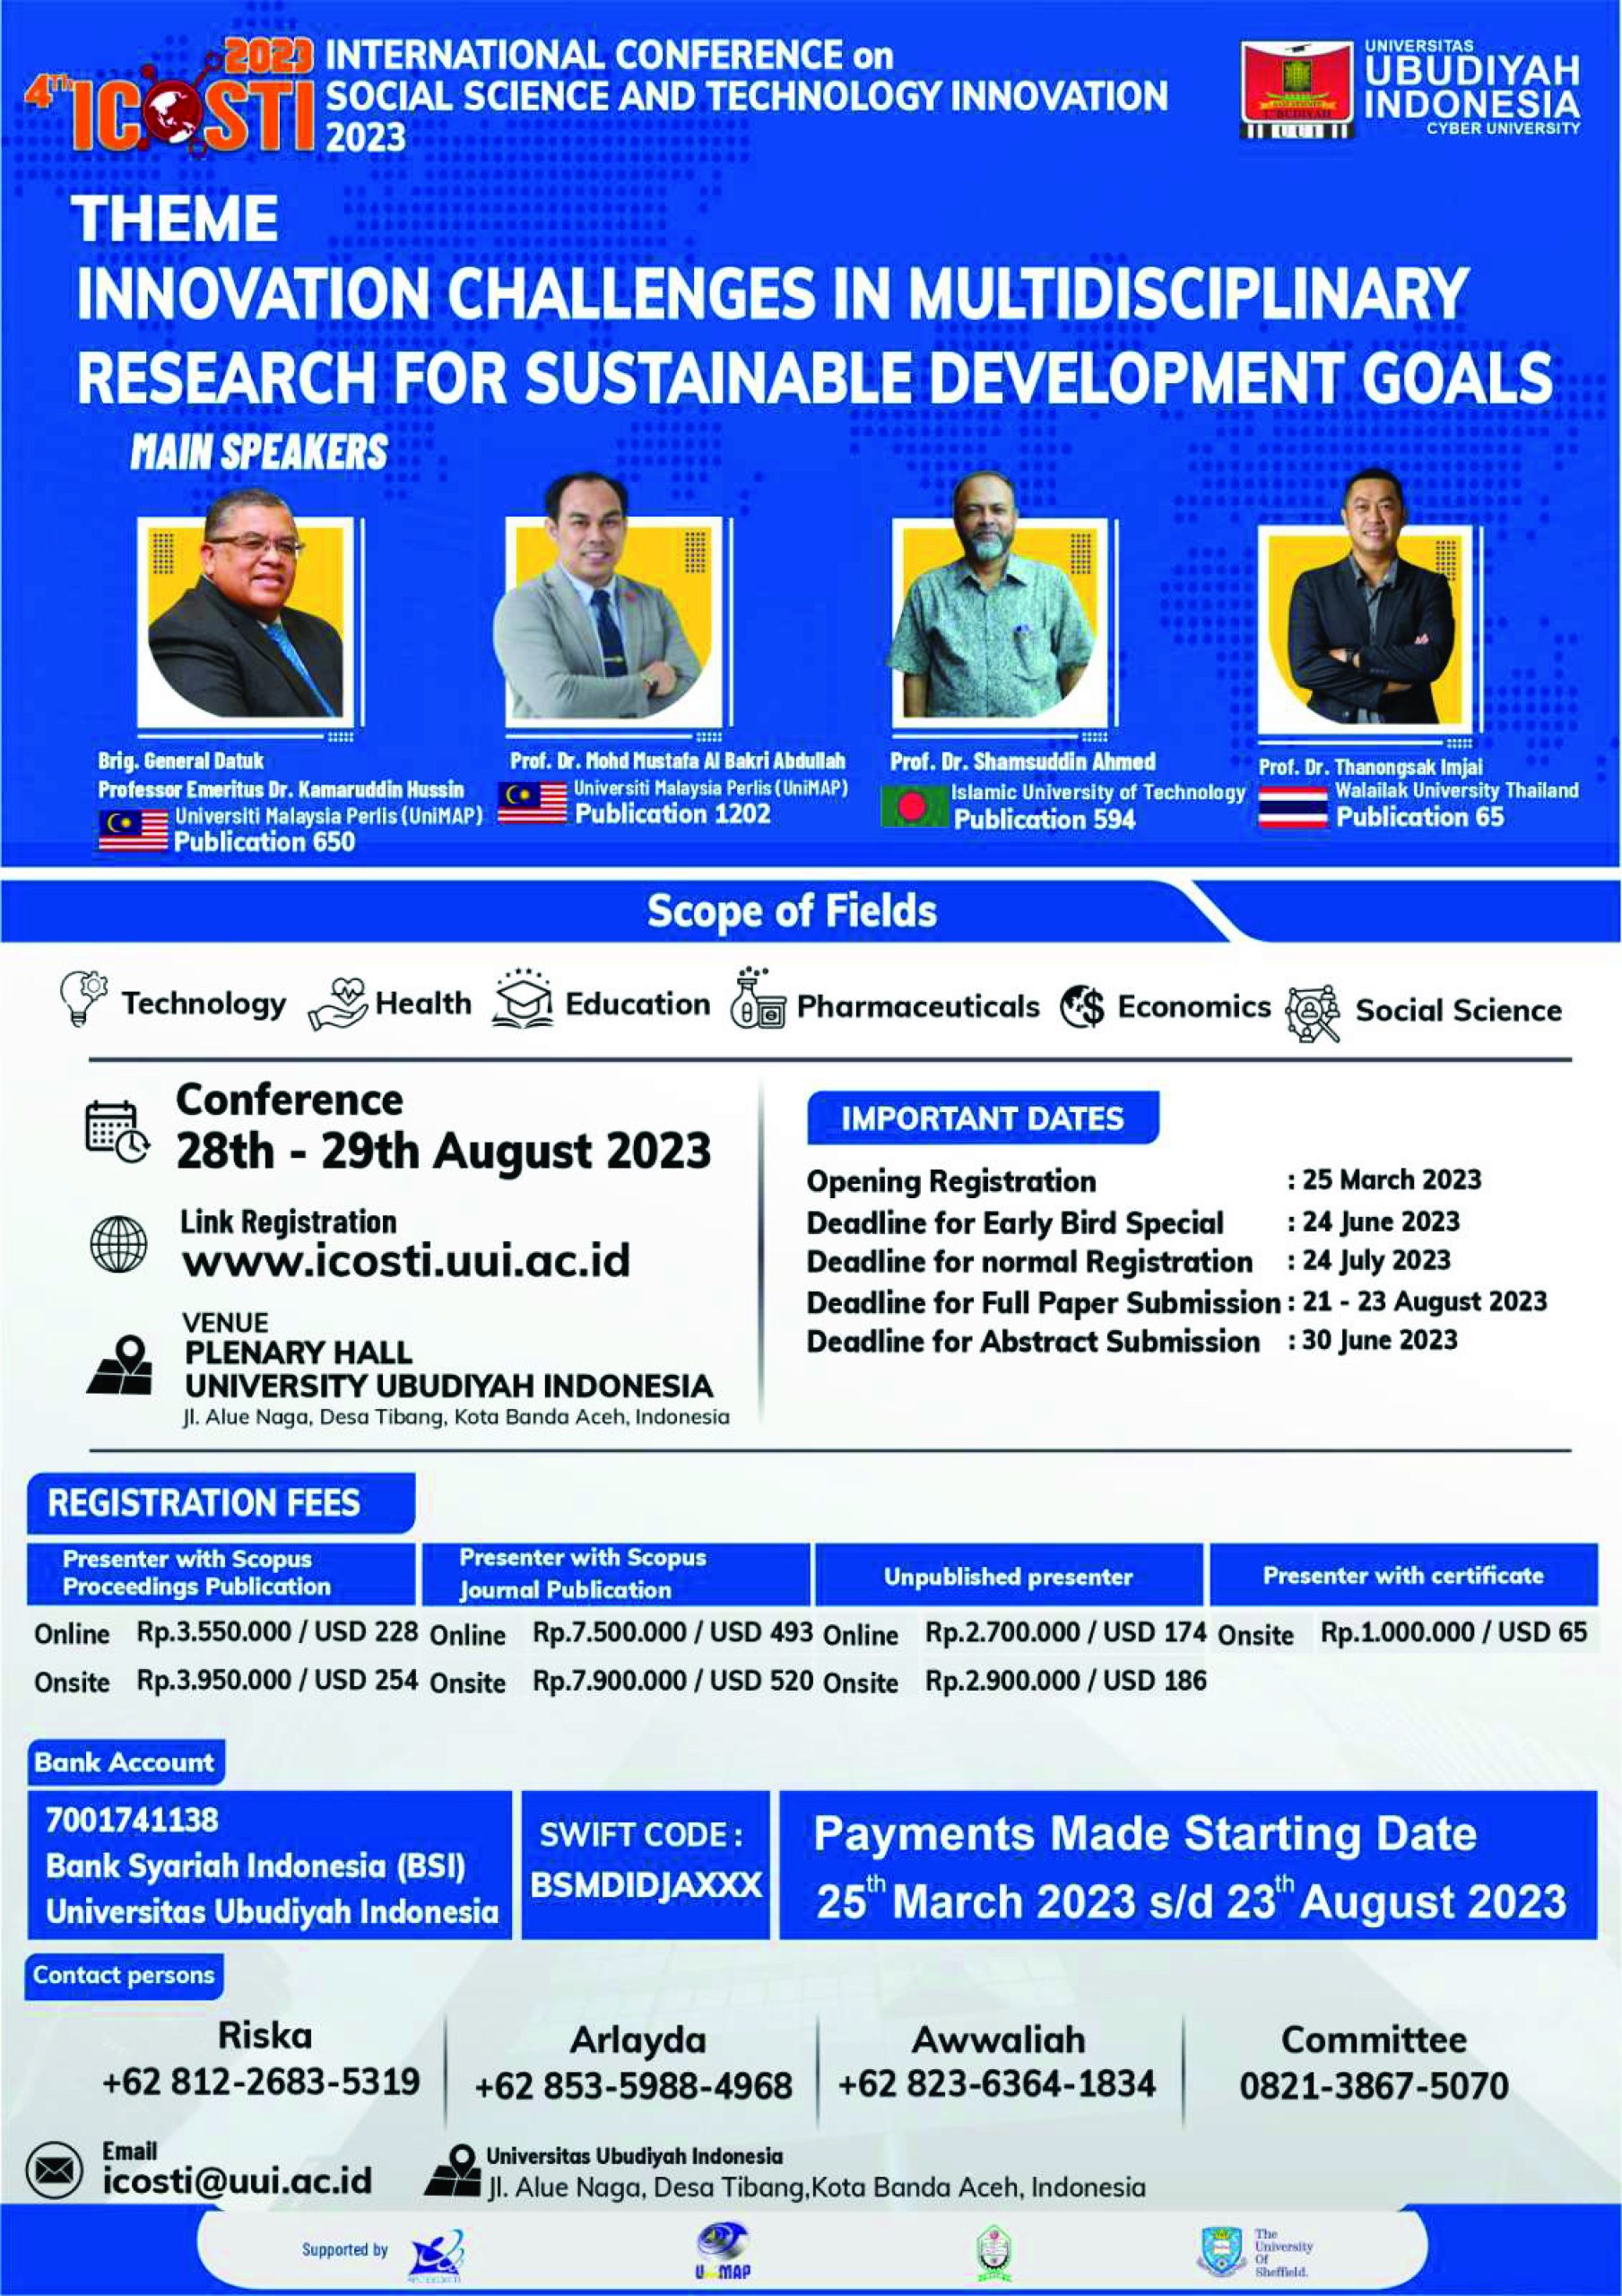 4th ICOSTI 2023
INTERNATIONAL CONFERENCE on
SOCIAL SCIENCE AND TECHNOLOGY INNOVATION
2023
UNIVERSITAS
UBUDIYAH
INDONESIA
CYBER UNIVERSITY
UUI
THEME
INNOVATION CHALLENGES IN MULTIDISCIPLINARY
RESEARCH FOR SUSTAINABLE DEVELOPMENT GOALS
MAIN SPEAKERS
Brig. General Datuk
Professor Emeritus Dr. Kamaruddin Hussin
Universiti Malaysia Perlis (UniMAP)
Publication 650
Prof. Dr. Mohd Mustafa Al Bakri Abdullah
Universiti Malaysia Perlis (UniMAP)
Publication 1202
Prof. Dr. Shamsuddin Ahmed
Islamic University of Technology
Publication 594
Prof. Dr. Thanongsak Imjai
Walailak University Thailand
Publication 65
Scope of Fields
Technology Health Education Pharmaceuticals Economics Social Science
Conference
28th - 29th August 2023
Link Registration
www.icosti.uui.ac.id
VENUE
PLENARY HALL
UNIVERSITY UBUDIYAH INDONESIA
Jl. Alue Naga, Desa Tibang, Kota Banda Aceh, Indonesia
IMPORTANT DATES
Opening Registration : 25 March 2023
Deadline for Early Bird Special : 24 June 2023
Deadline for normal Registration : 24 July 2023
Deadline for Full Paper Submission : 21 - 23 August 2023
Deadline for Abstract Submission : 30 June 2023
REGISTRATION FEES
Presenter with Scopus
Proceedings Publication
Online Rp.3.550.000 / USD 228
Onsite Rp.3.950.000 / USD 254
Presenter with Scopus
Journal Publication
Online Rp.7.500.000 / USD 493
Onsite Rp.7.900.000 / USD 520
Unpublished presenter
Online Rp.2.700.000 / USD 174
Onsite Rp.2.900.000 / USD 186
Presenter with certificate
Onsite Rp.1.000.000 / USD 65
Bank Account
7001741138
Bank Syariah Indonesia (BSI)
Universitas Ubudiyah Indonesia
SWIFT CODE :
BSMDIDJAXXX
Payments Made Starting Date
25th March 2023 s/d 23th August 2023
Contact persons
Riska
+62 812-2683-5319
Arlayda
+62 853-5988-4968
Awwaliah
+62 823-6364-1834
Committee
0821-3867-5070
Email
icosti@uui.ac.id
Universitas Ubudiyah Indonesia
Jl. Alue Naga, Desa Tibang,Kota Banda Aceh, Indonesia
Supported by
UniMAP
The
University
Of
Sheffield.